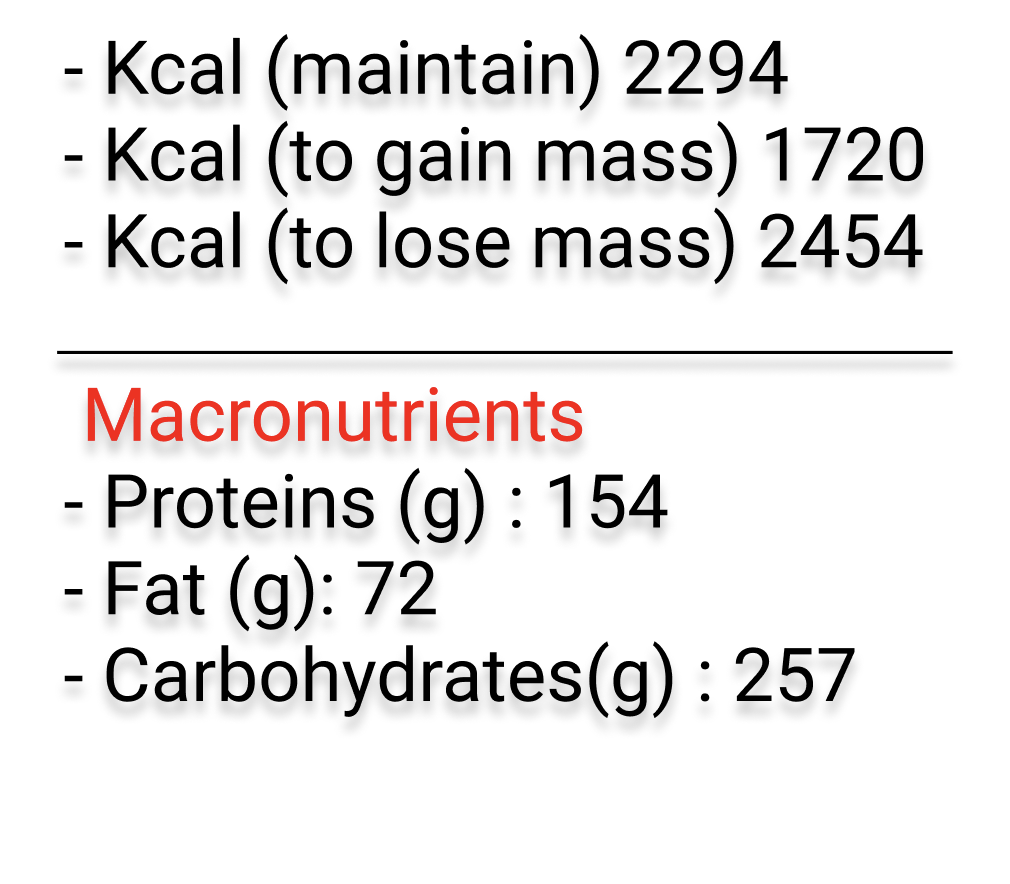 - Kcal (maintain) 2294
- Kcal (to gain mass) 1720
- Kcal (to lose mass) 2454
Macronutrients
- Proteins (g) : 154
- Fat (g): 72
- Carbohydrates(g) : 257